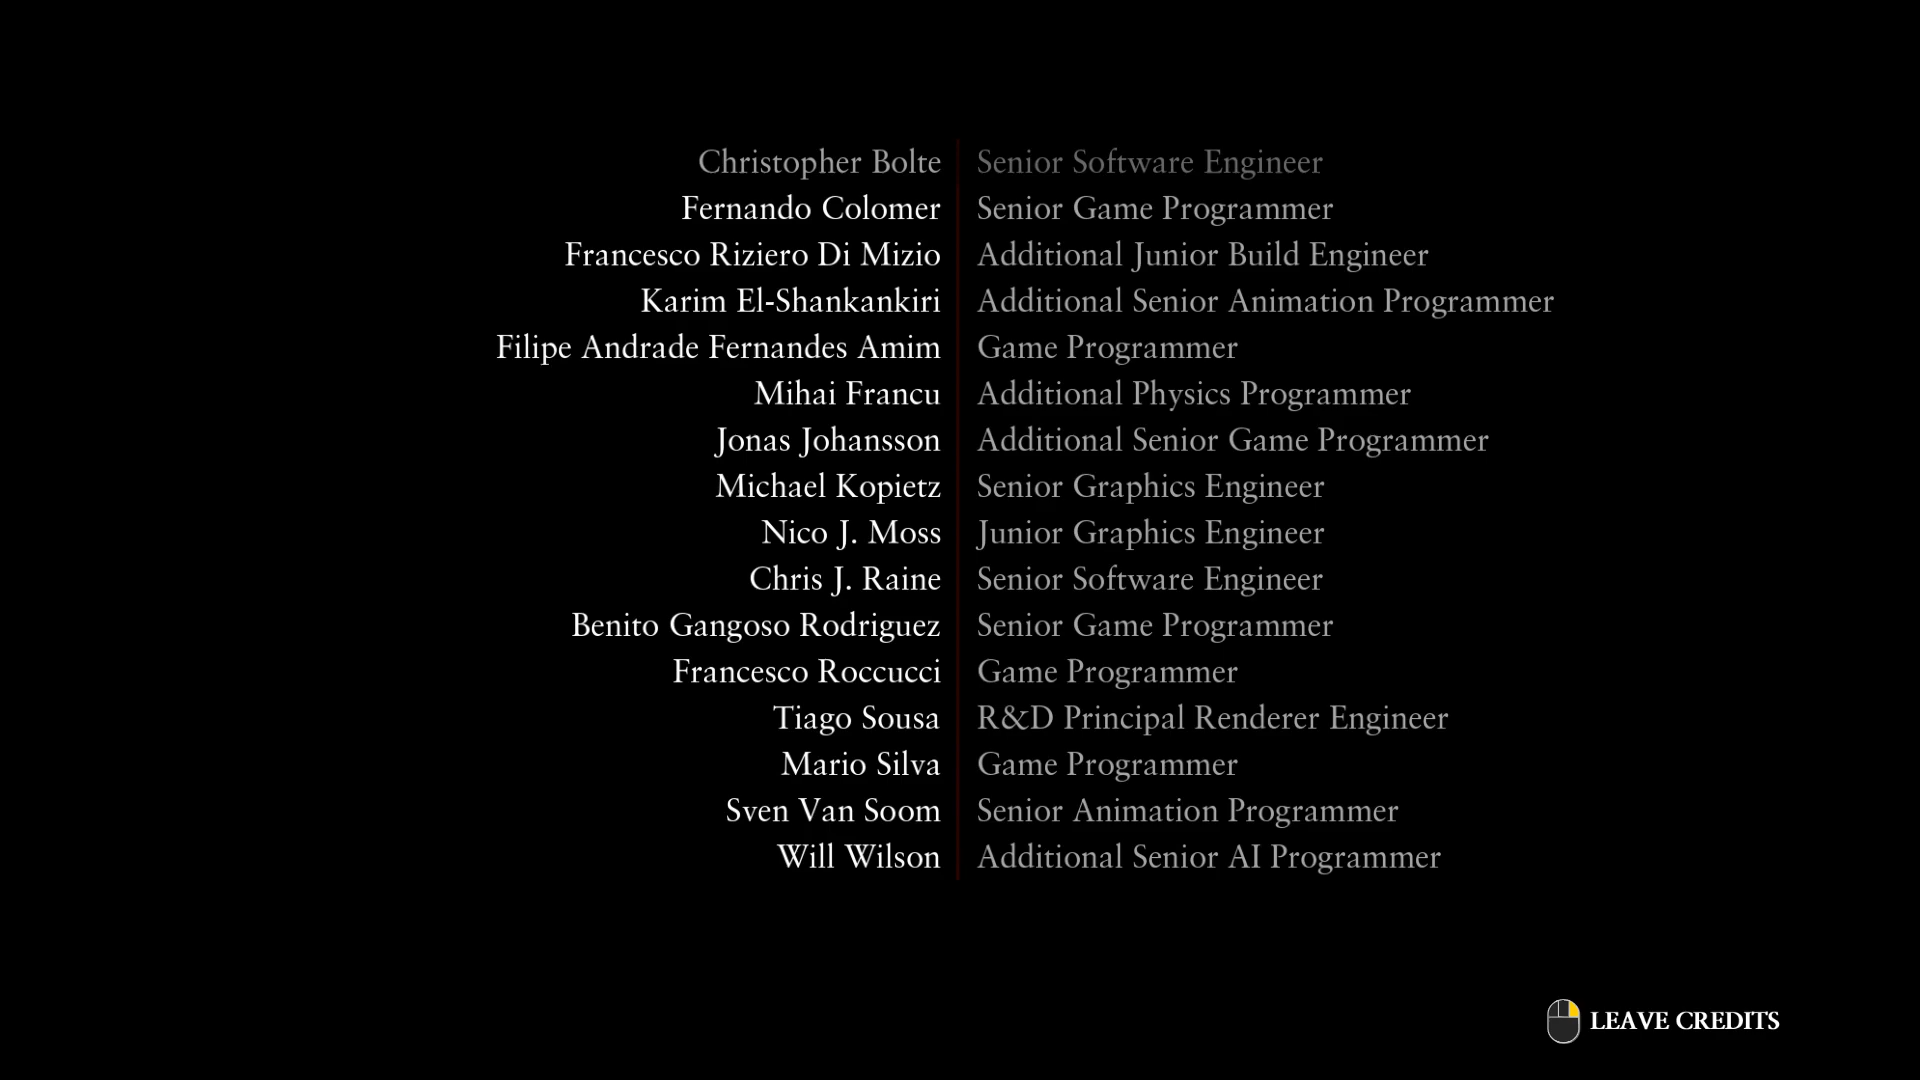 Christopher Bolte Senior Software Engineer
Fernando Colomer Senior Game Programmer
Francesco Riziero Di Mizio Additional Junior Build Engineer
Karim El-Shankankiri Additional Senior Animation Programmer
Filipe Andrade Fernandes Amim Game Programmer
Mihai Francu Additional Physics Programmer
Jonas Johansson Additional Senior Game Programmer
Michael Kopietz Senior Graphics Engineer
Nico J. Moss Junior Graphics Engineer
Chris J. Raine Senior Software Engineer
Benito Gangoso Rodriguez Senior Game Programmer
Francesco Roccucci Game Programmer
Tiago Sousa R&D Principal Renderer Engineer
Mario Silva Game Programmer
Sven Van Soom Senior Animation Programmer
Will Wilson Additional Senior AI Programmer
LEAVE CREDITS